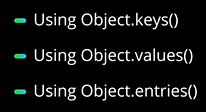 Using Object.keys()
Using Object.values()
Using Object.entries()